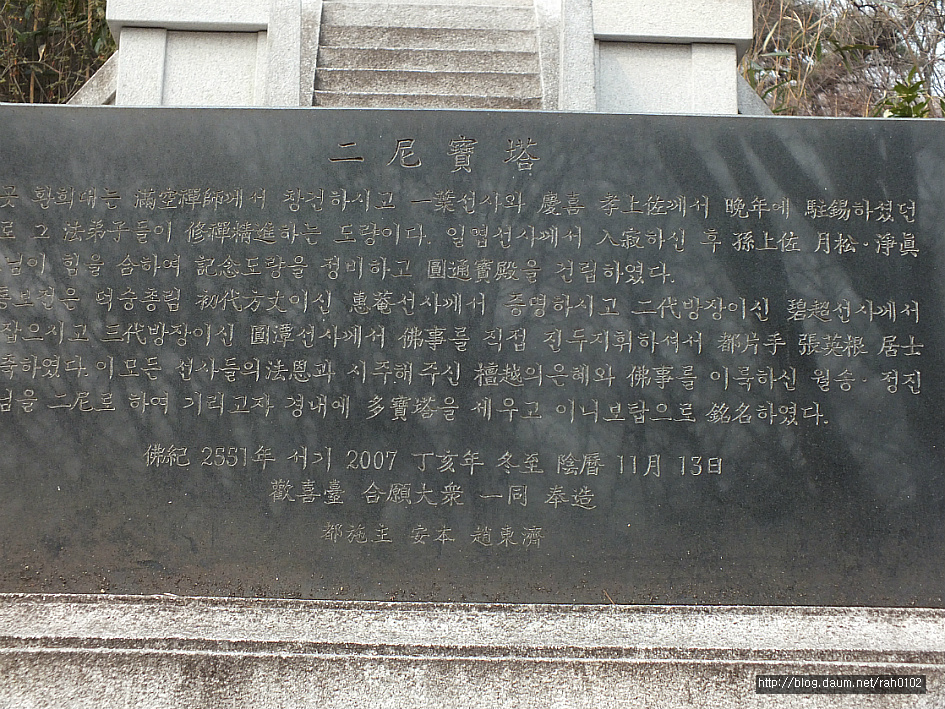 二尼寶塔
곳 환희대는 滿空禪師께서 창건하시고 一葉선사와 慶喜 孝上佐께서 晩年에 駐錫하셨던
로 그 法弟子들이 修禪精進하는 도량이다. 일엽선사께서 入寂하신 후 孫上佐 月松·淨眞
님이 힘을 合하여 記念도량을 정비하고 圓通寶殿을 건립하였다.
통보전은 덕숭총림 初代方丈이신 惠菴선사께서 증명하시고 二代방장이신 碧超선사께서
잡으시고 三代방장이신 圓潭선사께서 佛事를 직접 진두지휘하셔서 都片手 張英根 居士
축하였다. 이모든 선사들의法恩과 시주해주신 檀越의은혜와 佛事를 이룩하신 월송·정진
님을 二尼로 하여 기리고자 경내에 多寶塔을 세우고 이니보탑으로 銘名하였다.
佛紀 2551年 서기 2007 丁亥年 冬至 陰曆 11月 13日
歡喜臺 合願大衆 一同 奉造
都施主 安本 趙東濟
http://blog.daum.net/rah0102